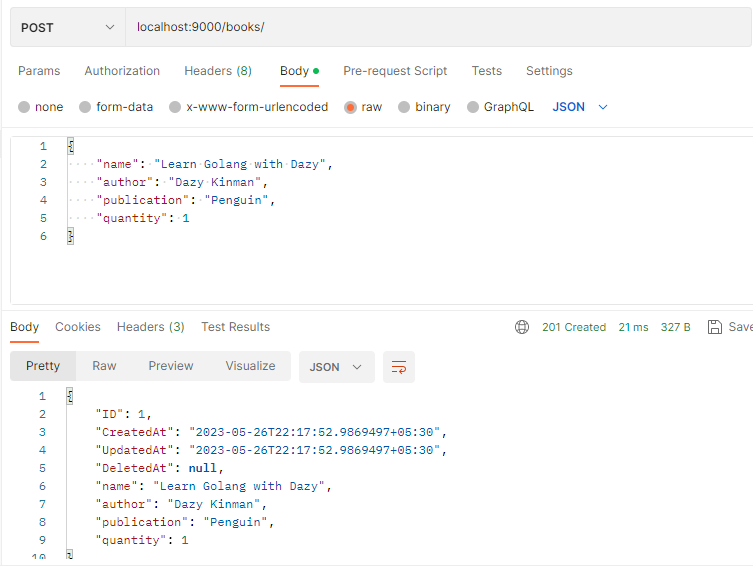 POST localhost:9000/books/
Params Authorization Headers (8) Body Pre-request Script Tests Settings
none form-data x-www-form-urlencoded raw binary GraphQL JSON
1 {
2 "name": "Learn Golang with Dazy",
3 "author": "Dazy Kinman",
4 "publication": "Penguin",
5 "quantity": 1
6 }
Body Cookies Headers (3) Test Results 201 Created 21 ms 327 B Save
Pretty Raw Preview Visualize JSON
1 {
2 "ID": 1,
3 "CreatedAt": "2023-05-26T22:17:52.9869497+05:30",
4 "UpdatedAt": "2023-05-26T22:17:52.9869497+05:30",
5 "DeletedAt": null,
6 "name": "Learn Golang with Dazy",
7 "author": "Dazy Kinman",
8 "publication": "Penguin",
9 "quantity": 1
10 }